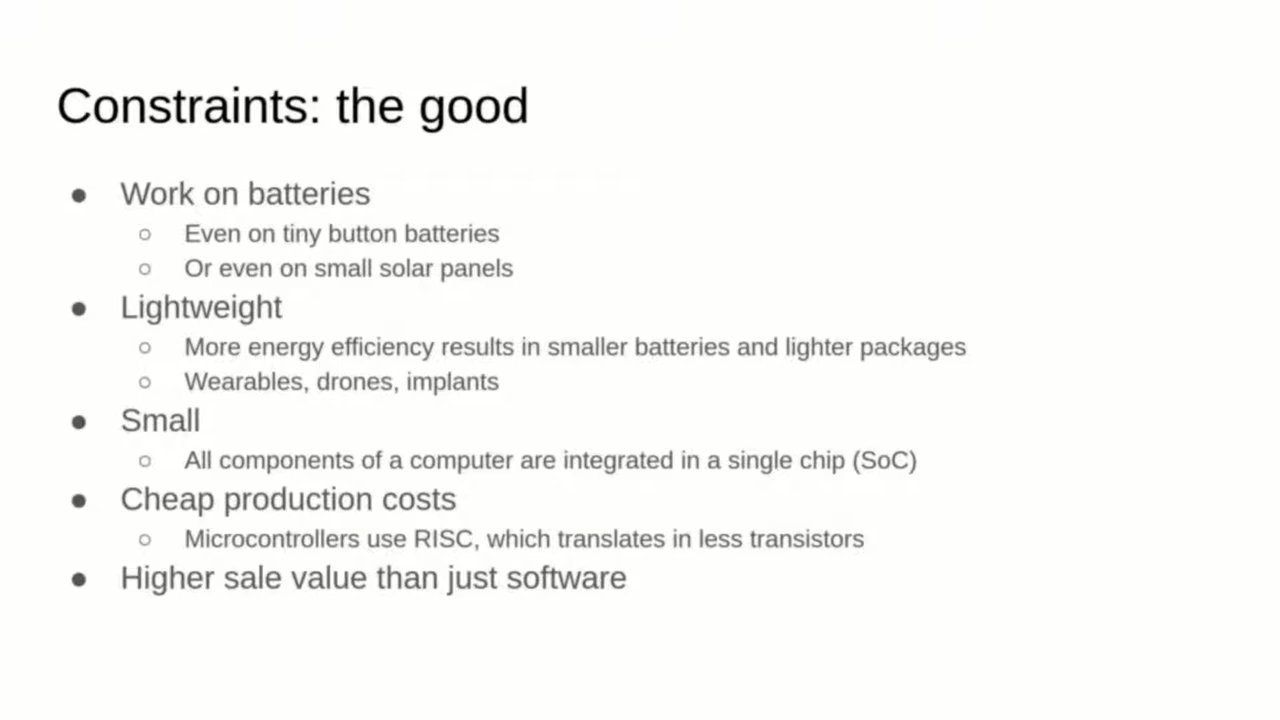 Constraints: the good
● Work on batteries
○ Even on tiny button batteries
○ Or even on small solar panels
● Lightweight
○ More energy efficiency results in smaller batteries and lighter packages
○ Wearables, drones, implants
● Small
○ All components of a computer are integrated in a single chip (SoC)
● Cheap production costs
○ Microcontrollers use RISC, which translates in less transistors
● Higher sale value than just software